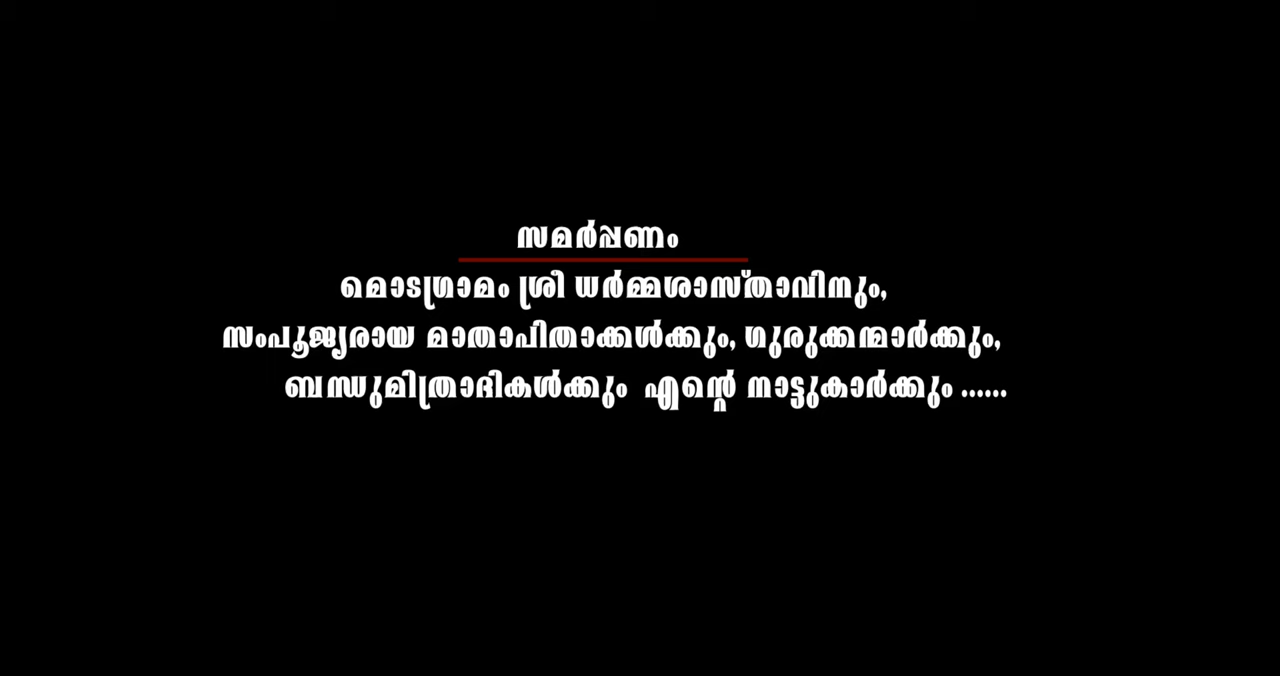 സമർപ്പണം
മൊടഗ്രാമം ശ്രീ ധർമ്മശാസ്താവിനും,
സംപൂജ്യരായ മാതാപിതാക്കൾക്കും, ഗുരുക്കന്മാർക്കും,
ബന്ധുമിത്രാദികൾക്കും എന്റെ നാട്ടുകാർക്കും ......